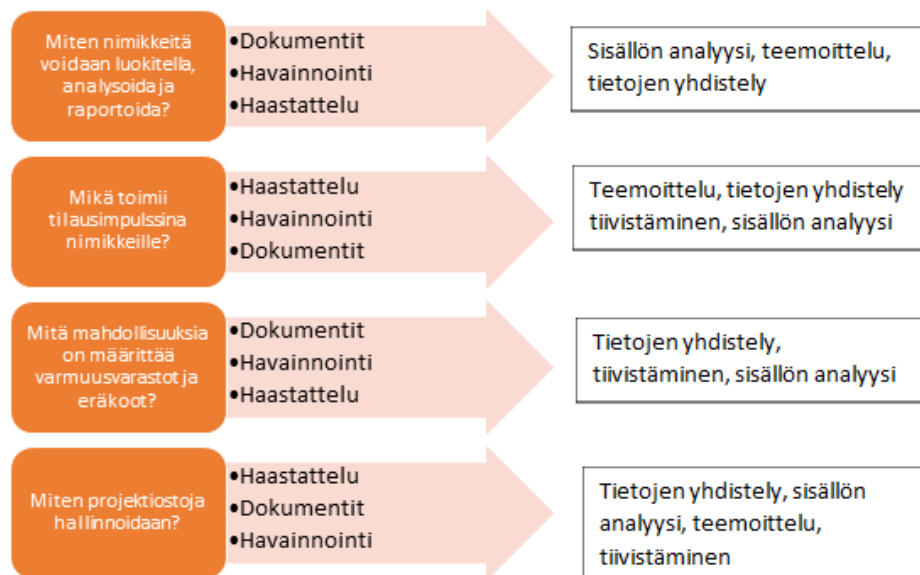 Miten nimikkeitä
voidaan luokitella,
analysoida ja
raportoida?
•Dokumentit
•Havainnointi
•Haastattelu
Sisällön analyysi, teemoittelu,
tietojen yhdistely
Mikä toimii
tilausimpulssina
nimikkeille?
•Haastattelu
•Havainnointi
•Dokumentit
Teemoittelu, tietojen yhdistely
tiivistäminen, sisällön analyysi
Mitä mahdollisuuksia
on määrittää
varmuusvarastot ja
eräkoot?
•Dokumentit
•Havainnointi
•Haastattelu
Tietojen yhdistely,
tiivistäminen, sisällön analyysi
Miten projektiostoja
hallinnoidaan?
•Haastattelu
•Dokumentit
•Havainnointi
Tietojen yhdistely, sisällön
analyysi, teemoittelu,
tiivistäminen